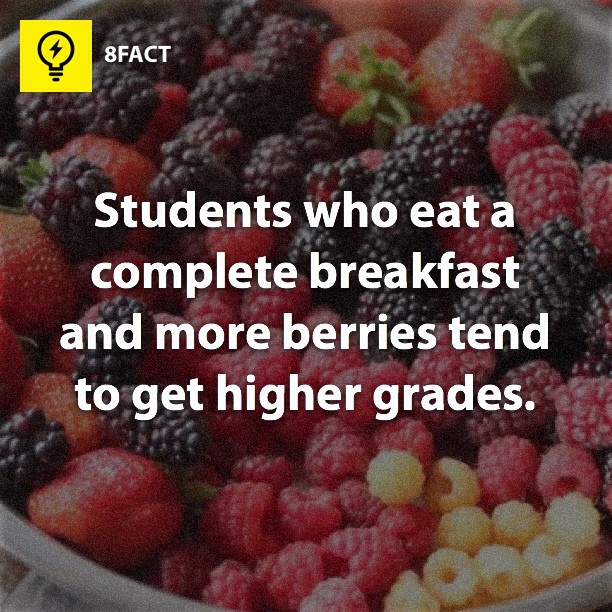 8FACT
Students who eat a
complete breakfast
and more berries tend
to get higher grades.